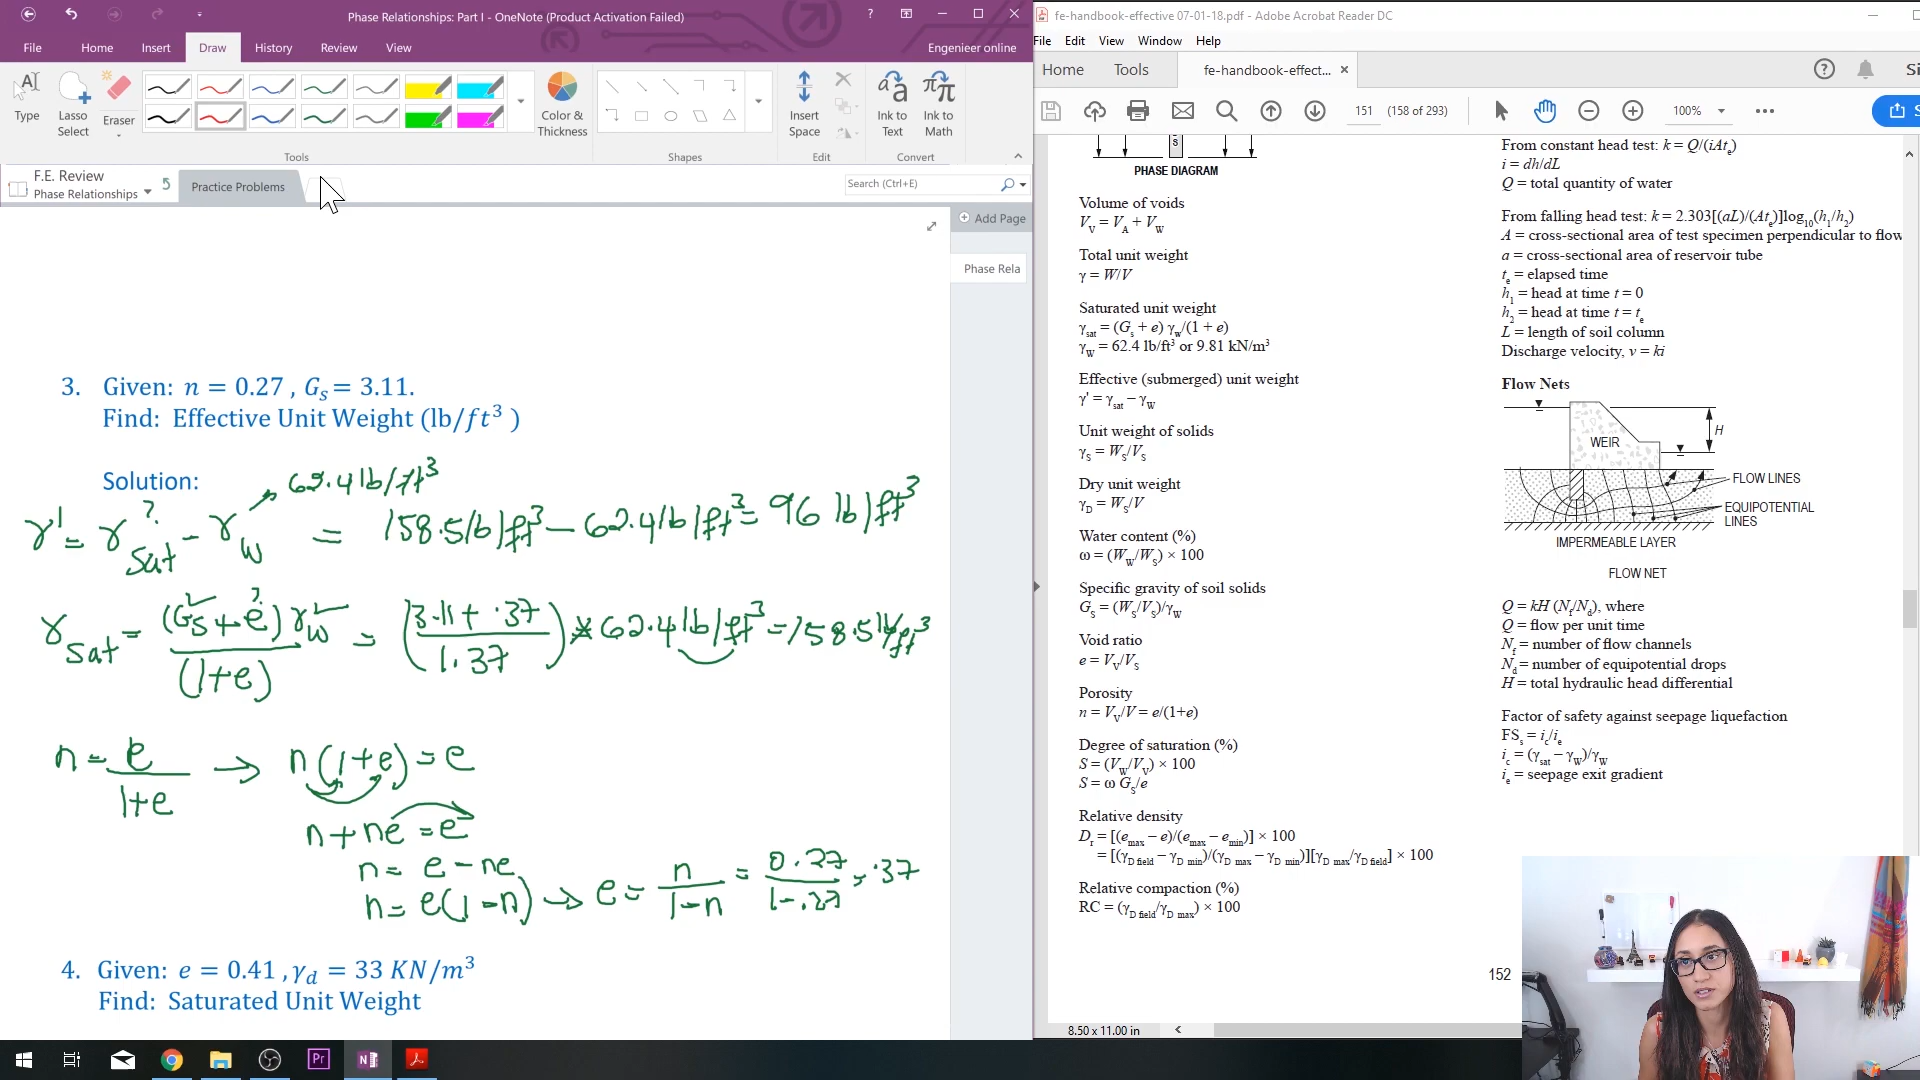 Phase Relationships: Part I - OneNote (Product Activation Failed)
File Home Insert Draw History Review View
Engenieer online
Type
Lasso Select
Eraser
Color & Thickness
Insert Space
Ink to Text
Ink to Math
Tools Shapes Edit Convert
F.E. Review
Phase Relationships
Practice Problems
Search (Ctrl+E)
Add Page
Phase Rela
3. Given: n = 0.27 , Gs = 3.11.
Find: Effective Unit Weight (lb/ft³ )
Solution:
62.4 lb/ft³
γ' = γsat - γw = 158.5 lb/ft³ - 62.4 lb/ft³ = 96 lb/ft³
?
γsat = (Gs + e) γw / (1+e) = (3.11 + .37 / 1.37) * 62.4 lb/ft³ = 158.5 lb/ft³
?
n = e / 1+e → n(1+e) = e
n + ne = e
n = e - ne
n = e(1 - n) → e = n / 1-n = 0.27 / 1-.27 = .37
4. Given: e = 0.41 , γd = 33 KN/m³
Find: Saturated Unit Weight
fe-handbook-effective 07-01-18.pdf - Adobe Acrobat Reader DC
File Edit View Window Help
Home Tools
fe-handbook-effect... ×
Si
151 (158 of 293)
100%
S
S
PHASE DIAGRAM
Volume of voids
VV = VA + VW
Total unit weight
γ = W/V
Saturated unit weight
γsat = (Gs + e) γw/(1 + e)
γW = 62.4 lb/ft³ or 9.81 kN/m³
Effective (submerged) unit weight
γ' = γsat – γW
Unit weight of solids
γS = WS/VS
Dry unit weight
γD = WS/V
Water content (%)
ω = (WW/WS) × 100
Specific gravity of soil solids
GS = (WS/VS)/γW
Void ratio
e = VV/VS
Porosity
n = VV/V = e/(1+e)
Degree of saturation (%)
S = (VW/VV) × 100
S = ω GS/e
Relative density
Dr = [(emax – e)/(emax – emin)] × 100
= [(γD field – γD min)/(γD max – γD min)][γD max/γD field] × 100
Relative compaction (%)
RC = (γD field/γD max) × 100
From constant head test: k = Q/(iAte)
i = dh/dL
Q = total quantity of water
From falling head test: k = 2.303[(aL)/(Ate)]log10(h1/h2)
A = cross-sectional area of test specimen perpendicular to flow
a = cross-sectional area of reservoir tube
te = elapsed time
h1 = head at time t = 0
h2 = head at time t = te
L = length of soil column
Discharge velocity, v = ki
Flow Nets
H
WEIR
FLOW LINES
EQUIPOTENTIAL
LINES
IMPERMEABLE LAYER
FLOW NET
Q = kH (Nf/Nd), where
Q = flow per unit time
Nf = number of flow channels
Nd = number of equipotential drops
H = total hydraulic head differential
Factor of safety against seepage liquefaction
FSs = ic/ie
ic = (γsat – γW)/γW
ie = seepage exit gradient
152
8.50 x 11.00 in
Pr
N